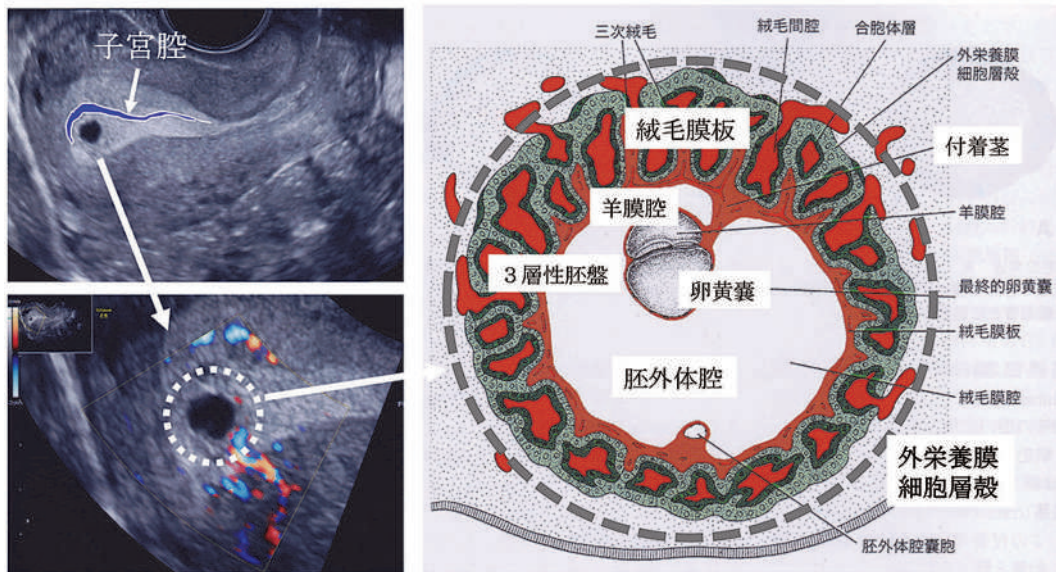 子宮腔
三次絨毛
絨毛間腔
合胞体層
外栄養膜
細胞層殻
絨毛膜板
付着茎
羊膜腔
羊膜腔
3層性胚盤
卵黄嚢
最終的卵黄嚢
絨毛膜板
胚外体腔
絨毛膜腔
外栄養膜
細胞層殻
胚外体腔嚢胞